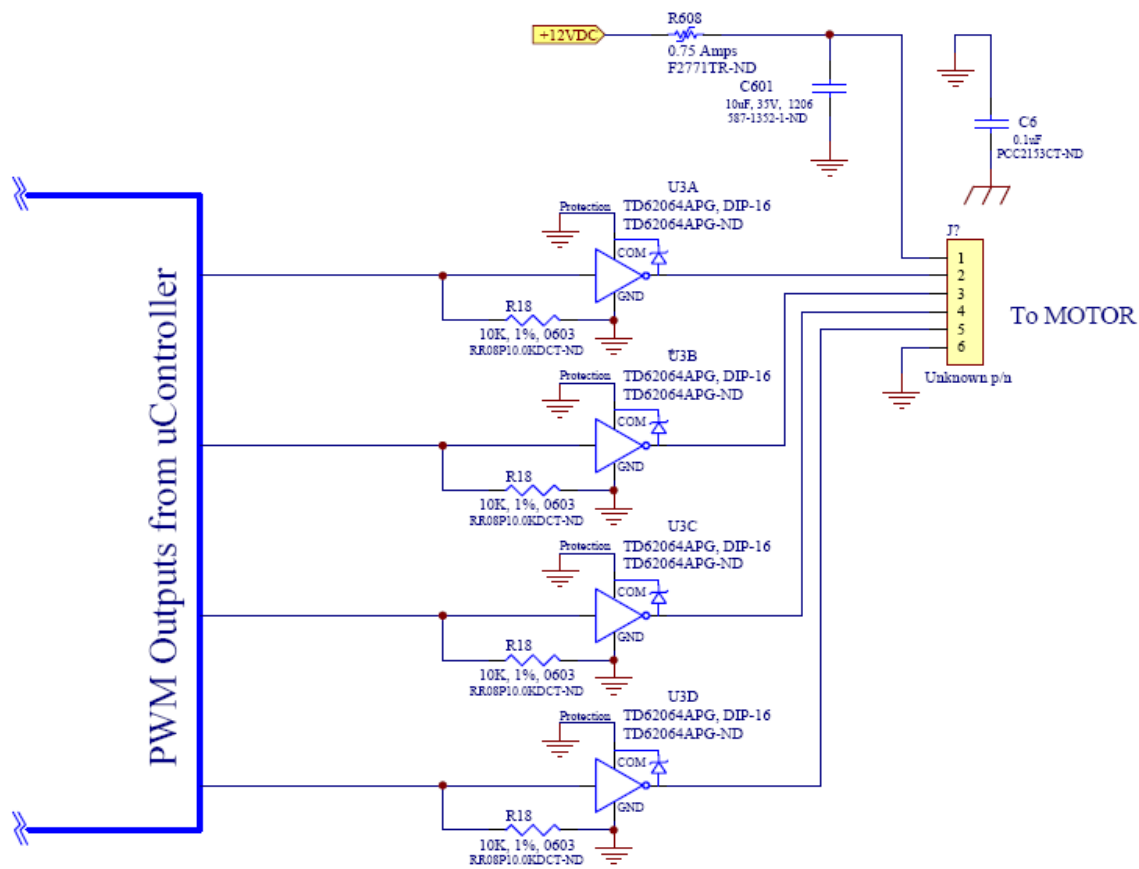 R608
+12VDC
0.75 Amps
F2771TR-ND
C601
10uF, 35V, 1206
587-1352-1-ND
C6
0.1uF
PCC2153CT-ND
PWM Outputs from uController
U3A
Protection
TD62064APG, DIP-16
TD62064APG-ND
COM
GND
R18
10K, 1%, 0603
RR08P10.0KDCT-ND
U3B
Protection
TD62064APG, DIP-16
TD62064APG-ND
COM
GND
R18
10K, 1%, 0603
RR08P10.0KDCT-ND
U3C
Protection
TD62064APG, DIP-16
TD62064APG-ND
COM
GND
R18
10K, 1%, 0603
RR08P10.0KDCT-ND
U3D
Protection
TD62064APG, DIP-16
TD62064APG-ND
COM
GND
R18
10K, 1%, 0603
RR08P10.0KDCT-ND
J?
1
2
3
4
5
6
To MOTOR
Unknown p/n